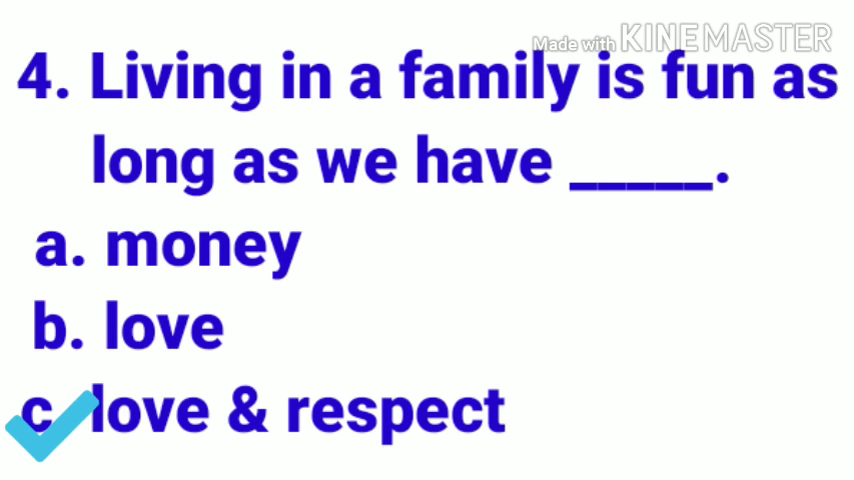 Made with KINEMASTER
4. Living in a family is fun as
long as we have _____.
a. money
b. love
c. love & respect